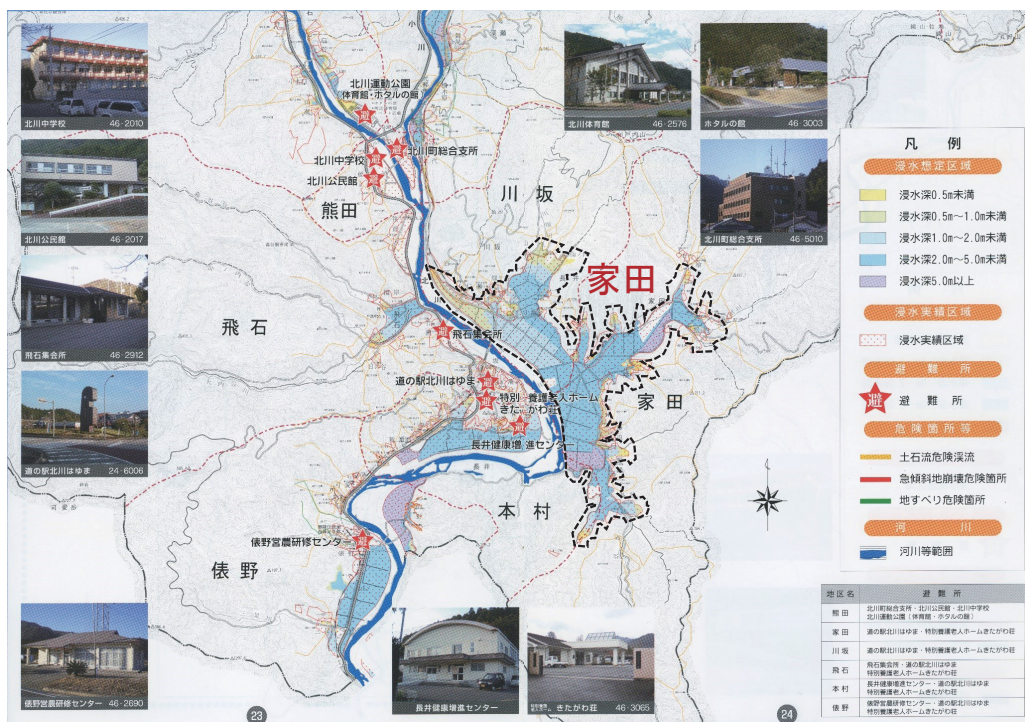 北川中学校 46-2010
北川公民館 46-2017
飛石集会所 46-2912
道の駅北川はゆま 24-6006
俵野営農研修センター 46-2690
北川体育館 46-2576
ホタルの館 46-3003
北川町総合支所 46-5010
長井健康増進センター
きたがわ荘 46-3065
小
川
北川運動公園
(体育館・ホタルの館)
避
避
北川町総合支所
北川中学校
避
北川公民館
避
熊田
川坂
川坂
北
川
家田
家田
飛石
避
飛石集会所
道の駅北川はゆま
避
避
特別 養護老人ホーム
きた がわ荘
避
長井健康増 進センタ
長井
本村
俵野営農研修センター
避
俵野
俵野
凡例
浸水想定区域
浸水深0.5m未満
浸水深0.5m〜1.0m未満
浸水深1.0m〜2.0m未満
浸水深2.0m〜5.0m未満
浸水深5.0m以上
浸水実績区域
浸水実績区域
避難所
避 避難所
危険箇所等
土石流危険渓流
急傾斜地崩壊危険箇所
地すべり危険箇所
河川
河川等範囲
地区名 避難所
熊田 北川町総合支所・北川公民館・北川中学校
北川運動公園(体育館・ホタルの館)
家田 道の駅北川はゆま・特別養護老人ホームきたがわ荘
川坂 道の駅北川はゆま・特別養護老人ホームきたがわ荘
飛石 飛石集会所・道の駅北川はゆま
特別養護老人ホームきたがわ荘
本村 長井健康増進センター・道の駅北川はゆま
特別養護老人ホームきたがわ荘
俵野 俵野営農研修センター・道の駅北川はゆま
特別養護老人ホームきたがわ荘
23
24